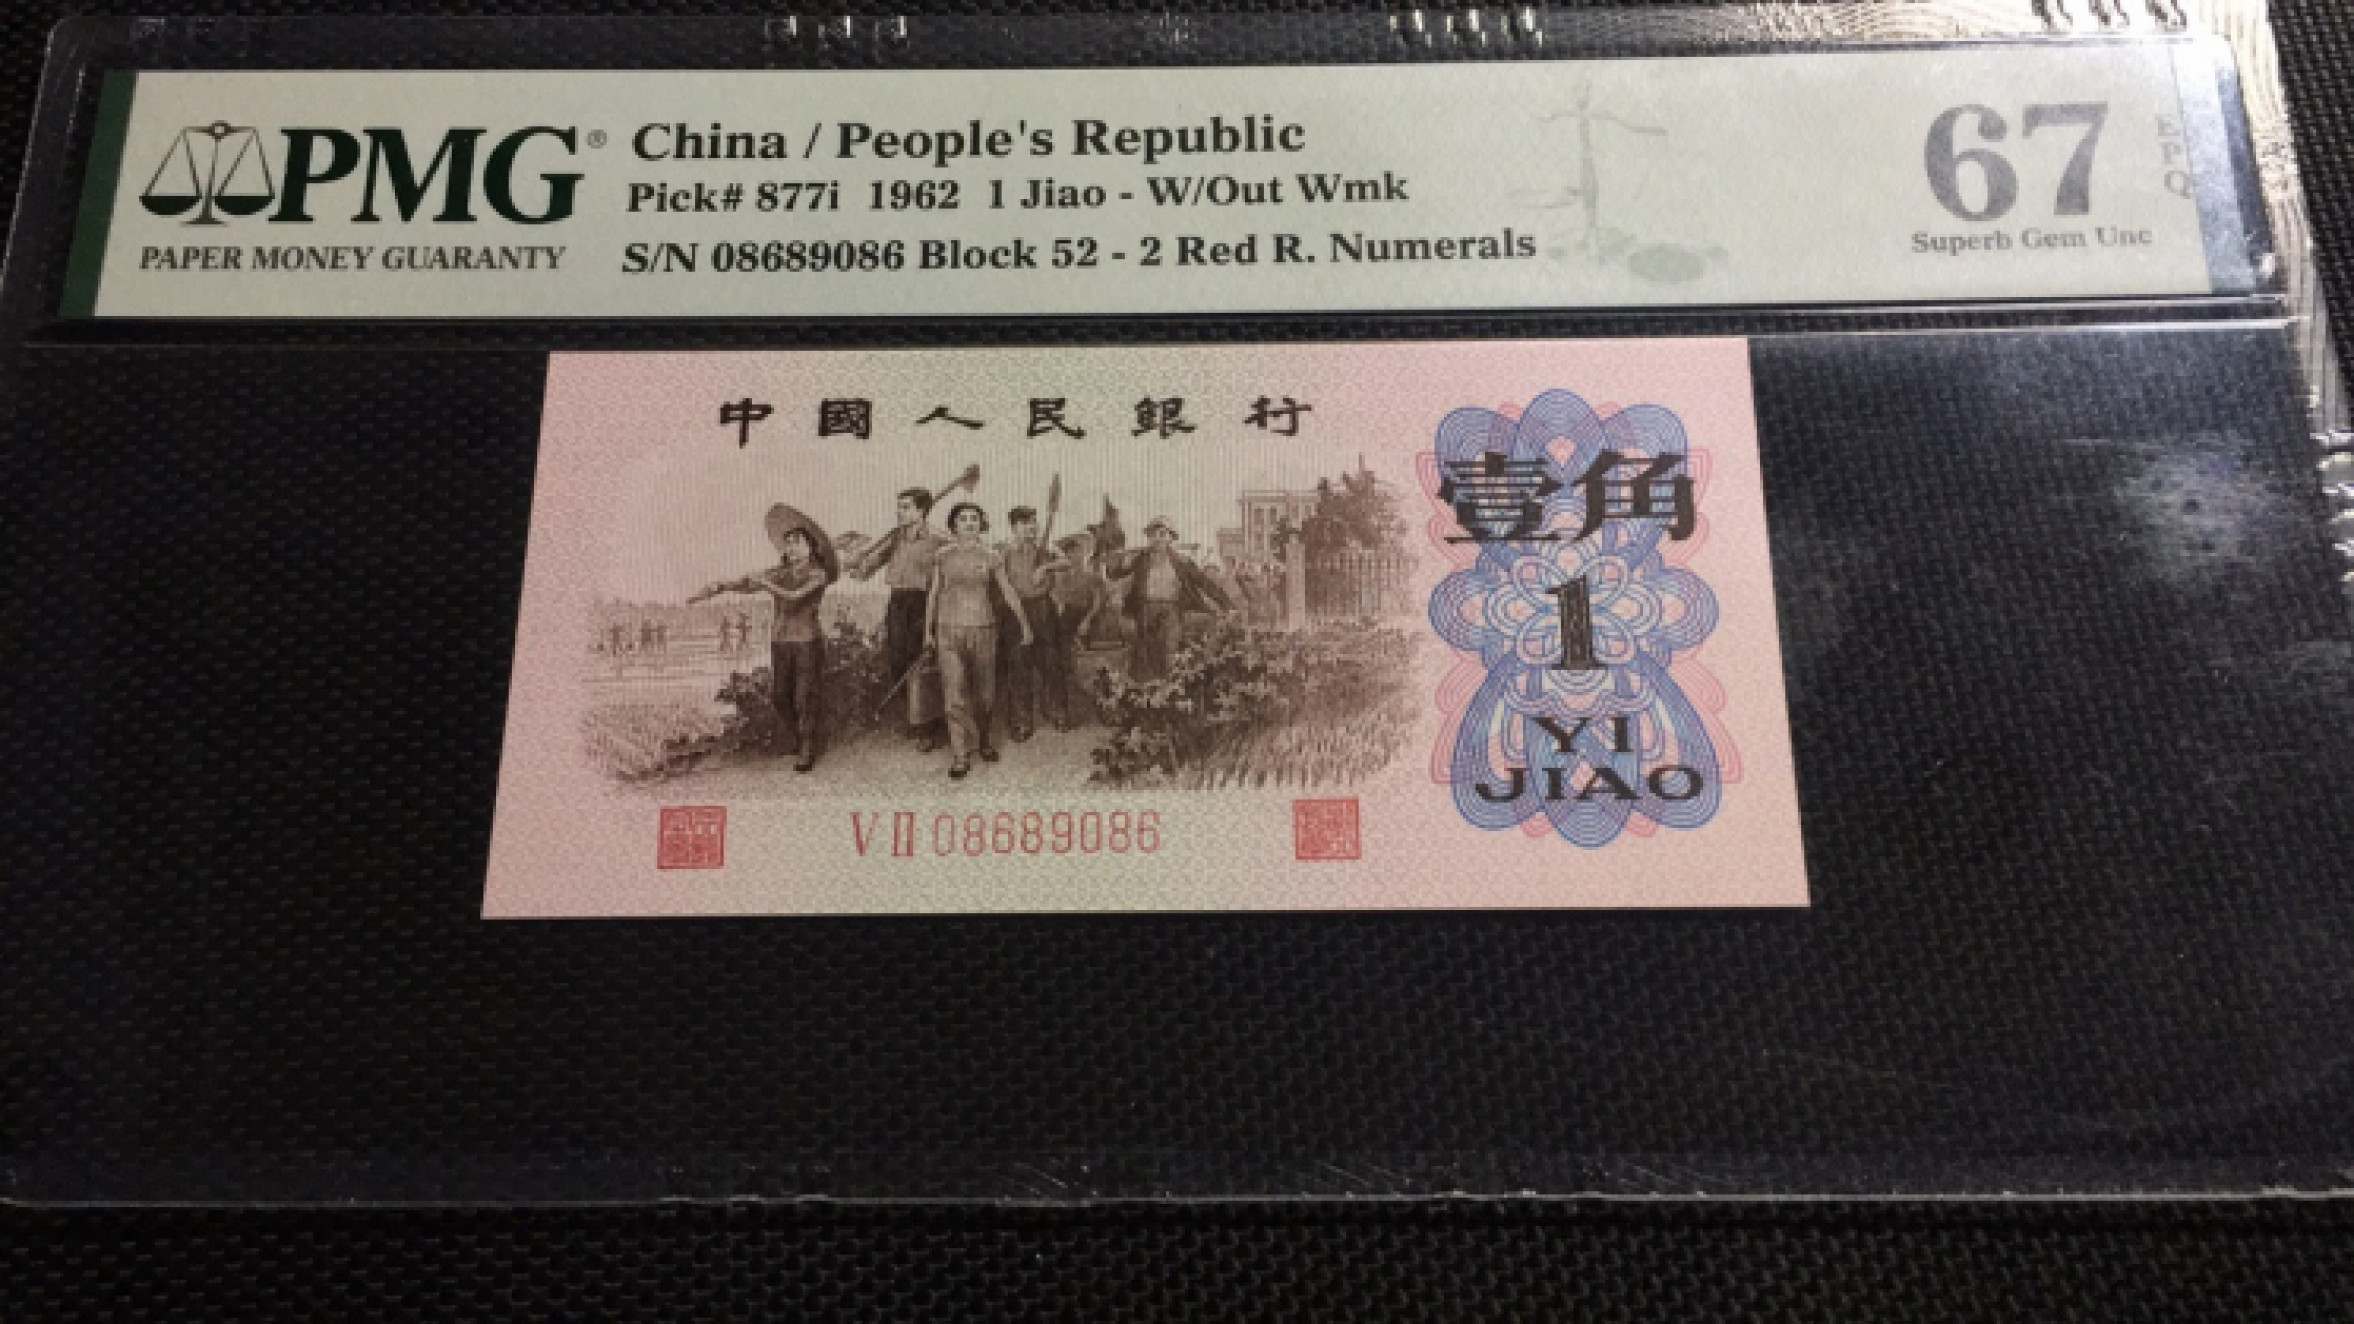 PMG®
PAPER MONEY GUARANTY
China / People's Republic
Pick# 877i 1962 1 Jiao - W/Out Wmk
S/N 08689086 Block 52 - 2 Red R. Numerals
67
EPQ
Superb Gem Unc
中國人民銀行
壹角
1
YI
JIAO
VII 08689086